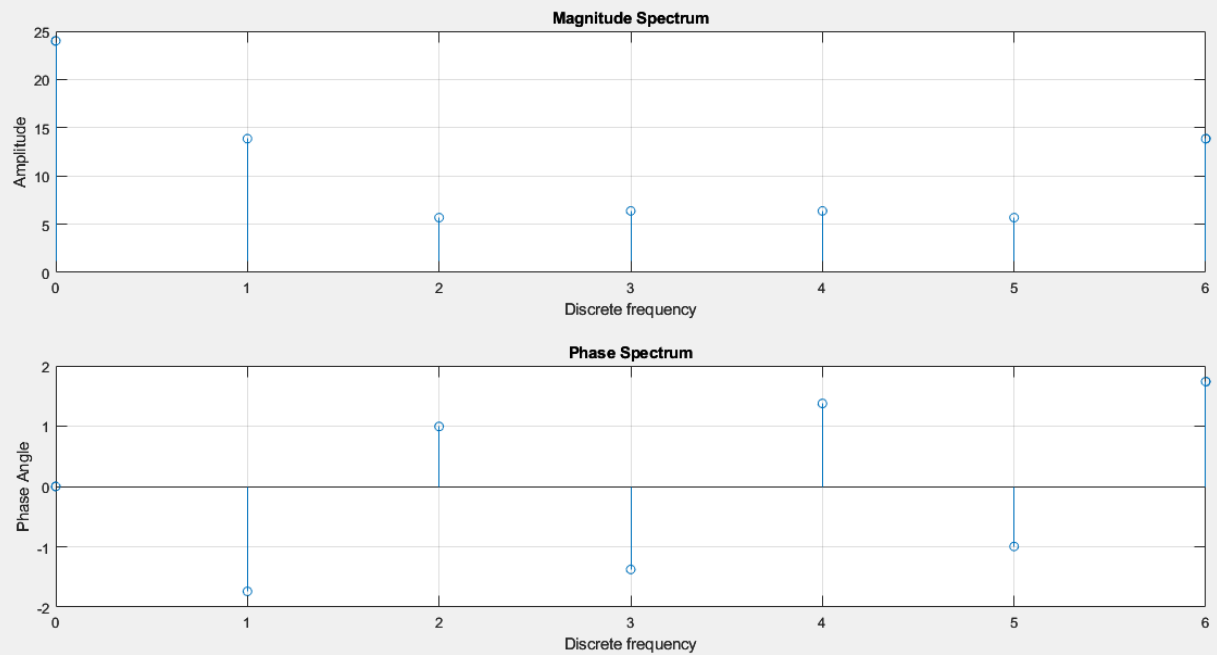 Magnitude Spectrum
25
20
15
10
5
0
Amplitude
0 1 2 3 4 5 6
Discrete frequency
Phase Spectrum
2
1
0
-1
-2
Phase Angle
0 1 2 3 4 5 6
Discrete frequency